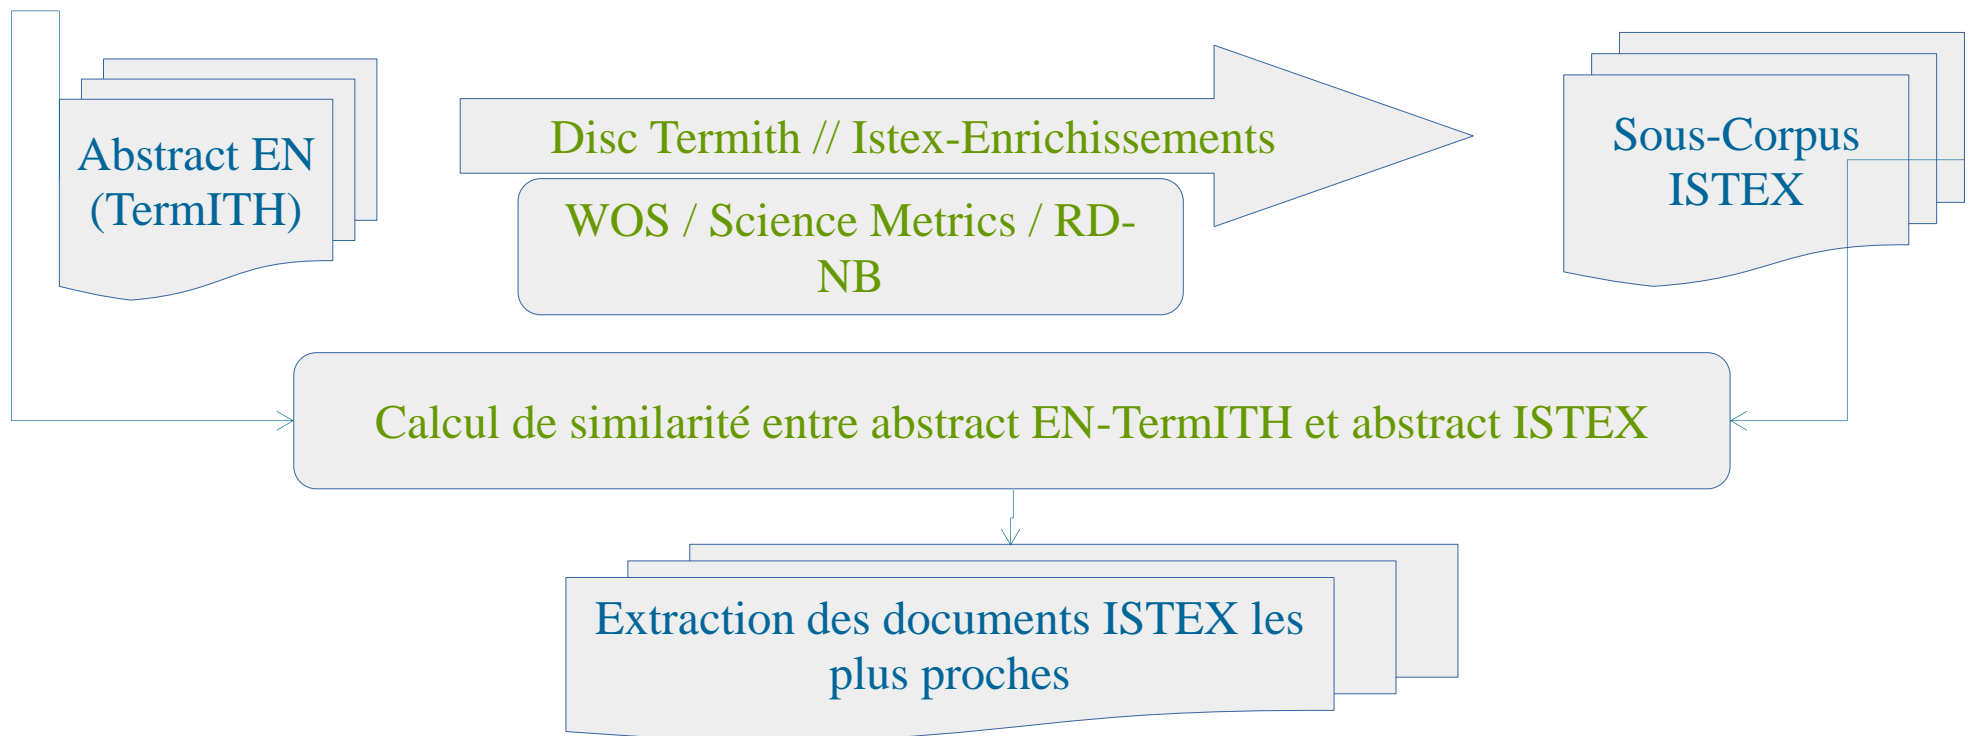 Abstract EN
(TermITH)
Disc Termith // Istex-Enrichissements
WOS / Science Metrics / RD-
NB
Sous-Corpus
ISTEX
Calcul de similarité entre abstract EN-TermITH et abstract ISTEX
Extraction des documents ISTEX les
plus proches